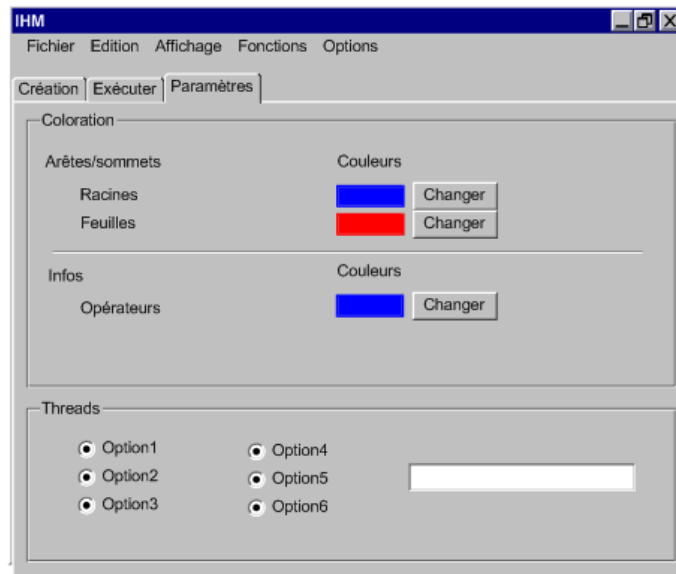 IHM
Fichier Edition Affichage Fonctions Options
Création Exécuter Paramètres
Coloration
Arêtes/sommets Couleurs
Racines Changer
Feuilles Changer
Infos Couleurs
Opérateurs Changer
Threads
Option1 Option4
Option2 Option5
Option3 Option6